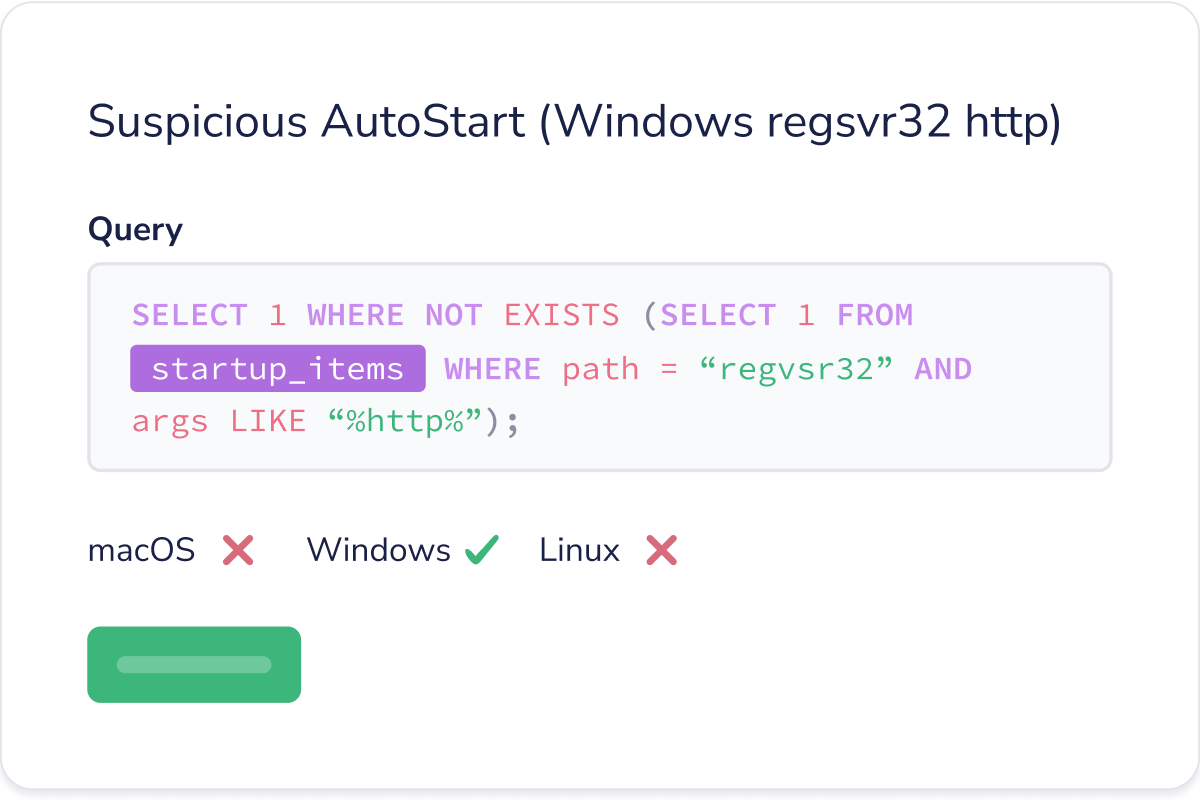 Suspicious AutoStart (Windows regsvr32 http)
Query
SELECT 1 WHERE NOT EXISTS (SELECT 1 FROM
startup_items WHERE path = “regvsr32” AND
args LIKE “%http%”);
macOS ❌ Windows ✔ Linux ❌